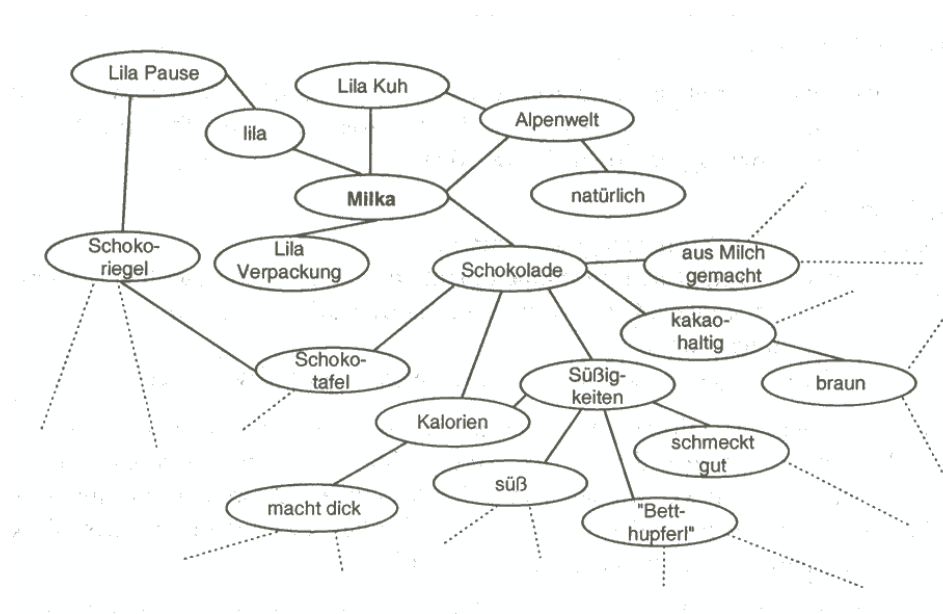 Lila Pause
Lila Kuh
Alpenwelt
lila
natürlich
Milka
Schoko-
riegel
Lila
Verpackung
Schokolade
aus Milch
gemacht
kakao-
haltig
Schoko-
tafel
Süßig-
keiten
braun
Kalorien
schmeckt
gut
süß
macht dick
"Bett-
hupferl"